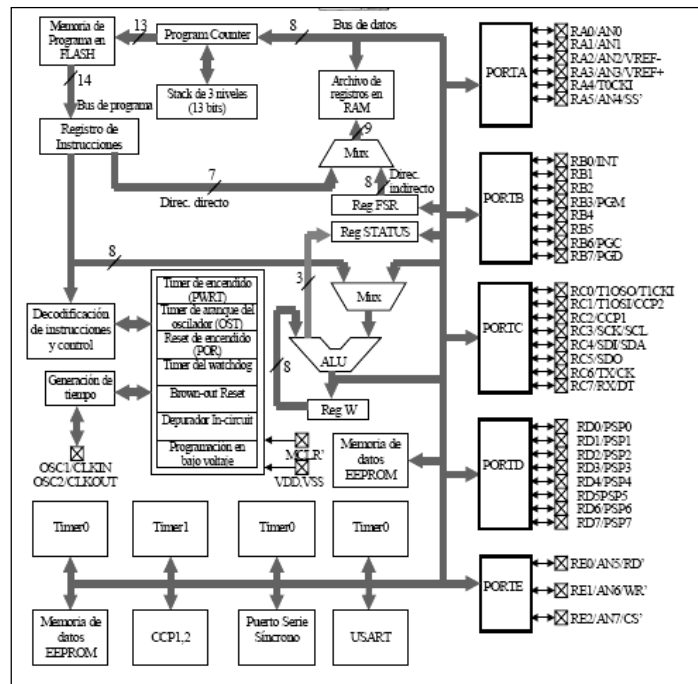 13
8
Bus de datos
Memoria de
Programa en
FLASH
Program Counter
14
Bus de programa
Stack de 3 niveles
(13 bits)
Archivo de
registros en
RAM
9
Registro de
Instrucciones
Mux
7
Direc. directo
8
Direc.
indirecto
Reg FSR
Reg STATUS
8
3
Mux
Decodificación
de instrucciones
y control
Timer de encendido
(PWRT)
Timer de aranque del
oscilador (OST)
Reset de encendido
(POR)
Timer del watchdog
Brown-out Reset
Depurador In-circuit
Programación en
bajo voltaje
8
ALU
Reg W
Generación de
tiempo
OSC1/CLKIN
OSC2/CLKOUT
MCLR'
VDD,VSS
Memoria de
datos
EEPROM
Timer0
Timer1
Timer0
Timer0
Memoria de
datos
EEPROM
CCP1,2
Puerto Serie
Síncrono
USART
PORTA
RA0/AN0
RA1/AN1
RA2/AN2/VREF-
RA3/AN3/VREF+
RA4/T0CKI
RA5/AN4/SS'
PORTB
RB0/INT
RB1
RB2
RB3/PGM
RB4
RB5
RB6/PGC
RB7/PGD
PORTC
RC0/T1OSO/T1CKI
RC1/T1OSI/CCP2
RC2/CCP1
RC3/SCK/SCL
RC4/SDI/SDA
RC5/SDO
RC6/TX/CK
RC7/RX/DT
PORTD
RD0/PSP0
RD1/PSP1
RD2/PSP2
RD3/PSP3
RD4/PSP4
RD5PSP5
RD6/PSP6
RD7/PSP7
PORTE
RE0/AN5/RD'
RE1/AN6/WR'
RE2/AN7/CS'